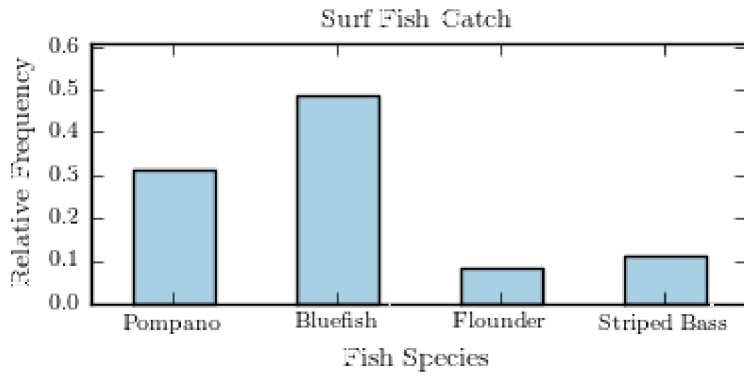 Surf Fish Catch
Relative Frequency
0.6
0.5
0.4
0.3
0.2
0.1
0.0
Pompano Bluefish Flounder Striped Bass
Fish Species